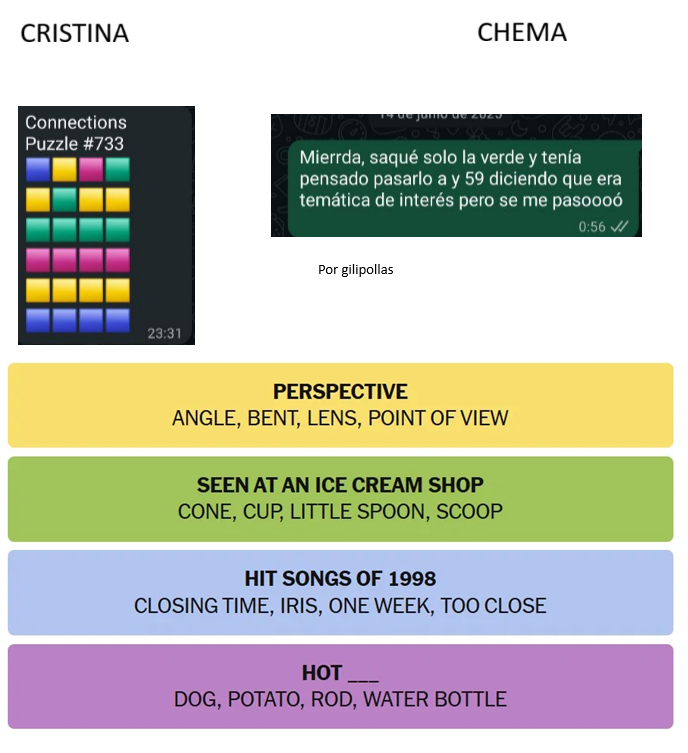 CRISTINA
CHEMA
Connections
Puzzle #733
23:31
14 de junio de 2025
Mierrda, saqué solo la verde y tenía
pensado pasarlo a y 59 diciendo que era
temática de interés pero se me pasoooó
0:56
Por gilipollas
PERSPECTIVE
ANGLE, BENT, LENS, POINT OF VIEW
SEEN AT AN ICE CREAM SHOP
CONE, CUP, LITTLE SPOON, SCOOP
HIT SONGS OF 1998
CLOSING TIME, IRIS, ONE WEEK, TOO CLOSE
HOT ___
DOG, POTATO, ROD, WATER BOTTLE